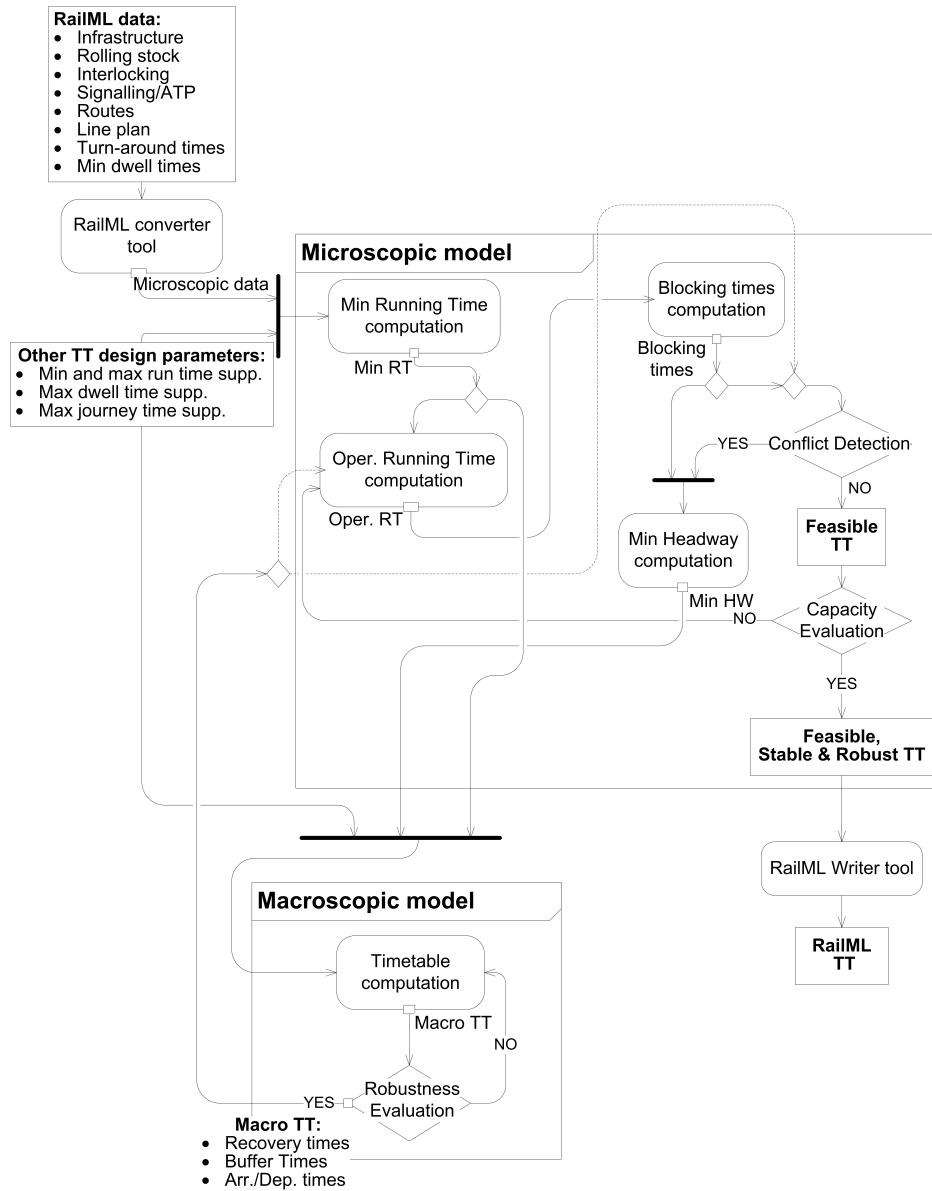 RailML data:
• Infrastructure
• Rolling stock
• Interlocking
• Signalling/ATP
• Routes
• Line plan
• Turn-around times
• Min dwell times
RailML converter
tool
Microscopic data
Other TT design parameters:
• Min and max run time supp.
• Max dwell time supp.
• Max journey time supp.
Microscopic model
Min Running Time
computation
Min RT
Oper. Running Time
computation
Oper. RT
Blocking times
computation
Blocking
times
YES
Conflict Detection
NO
Feasible
TT
Min Headway
computation
Min HW
NO
Capacity
Evaluation
YES
Feasible,
Stable & Robust TT
RailML Writer tool
RailML
TT
Macroscopic model
Timetable
computation
Macro TT
NO
Robustness
Evaluation
YES
Macro TT:
• Recovery times
• Buffer Times
• Arr./Dep. times